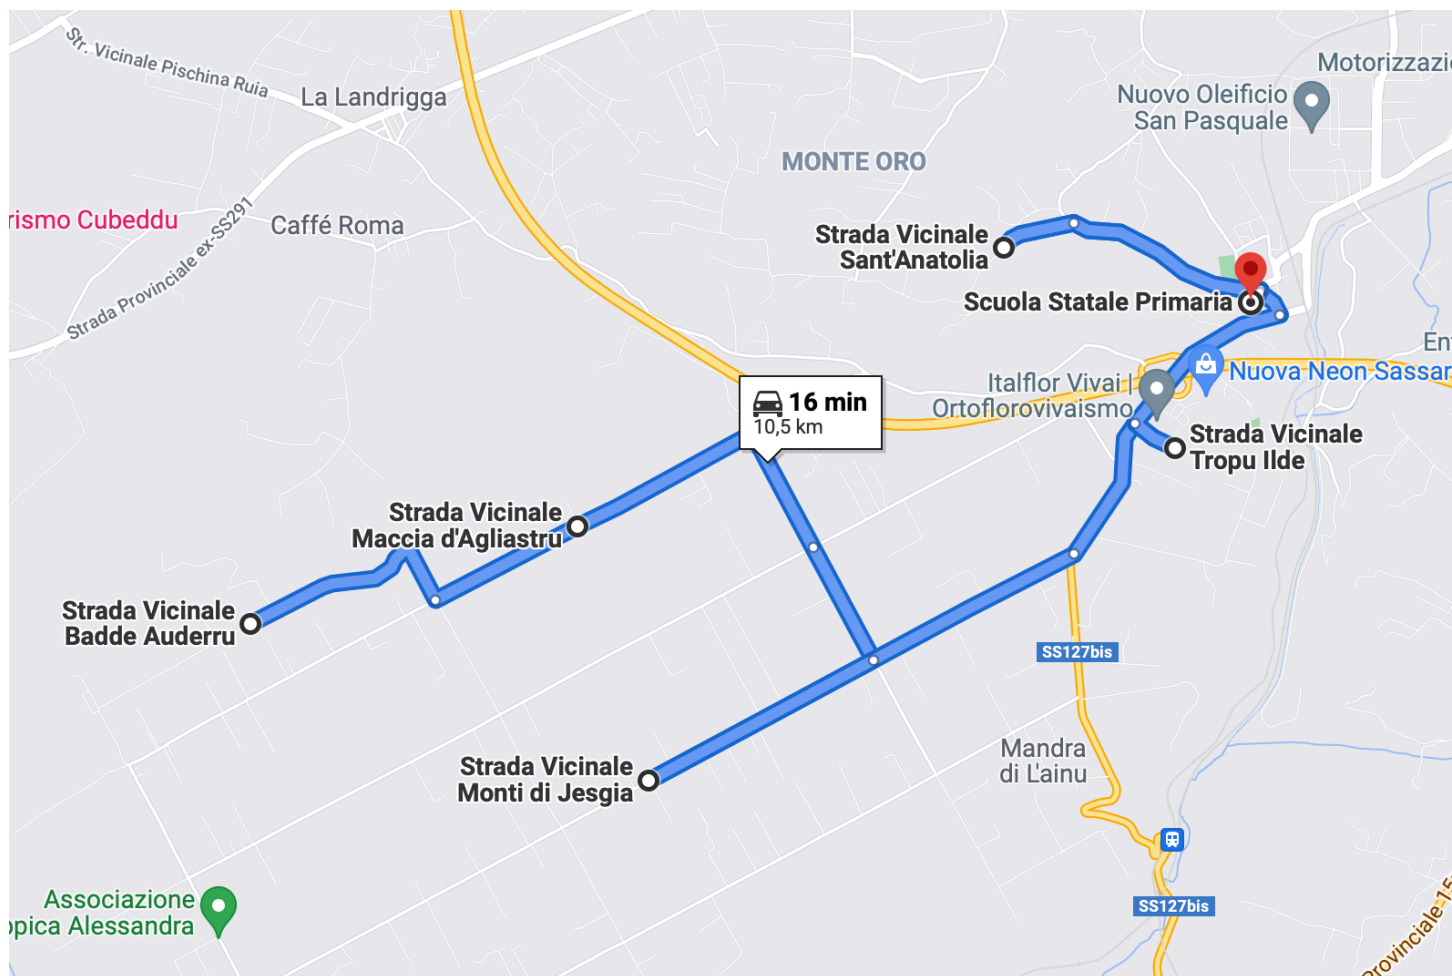 Str. Vicinale Pischina Ruia
La Landrigga
Motorizzazi
Nuovo Oleificio
San Pasquale
MONTE ORO
rismo Cubeddu
Caffé Roma
Strada Provinciale ex-SS291
Strada Vicinale
Sant'Anatolia
Scuola Statale Primaria
Ent
Italflor Vivai |
Ortoflorovivaismo
Nuova Neon Sassar
16 min
10,5 km
Strada Vicinale
Tropu Ilde
Strada Vicinale
Maccia d'Agliastru
Strada Vicinale
Badde Auderru
SS127bis
Mandra
di L'ainu
Strada Vicinale
Monti di Jesgia
Associazione
opica Alessandra
SS127bis
Provinciale 15